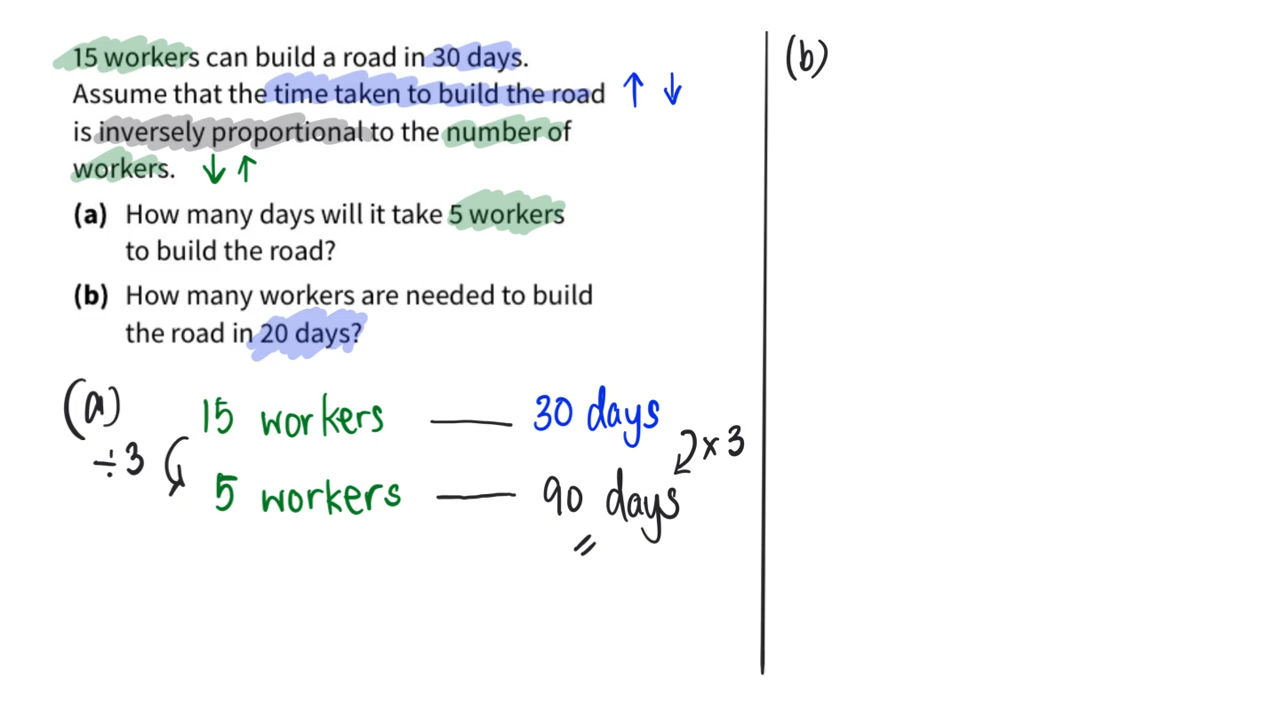 15 workers can build a road in 30 days.
Assume that the time taken to build the road ↑ ↓
is inversely proportional to the number of
workers. ↓ ↑
(a) How many days will it take 5 workers
to build the road?
(b) How many workers are needed to build
the road in 20 days?
(a) 15 workers — 30 days
÷3 × 3
5 workers — 90 days
(b)